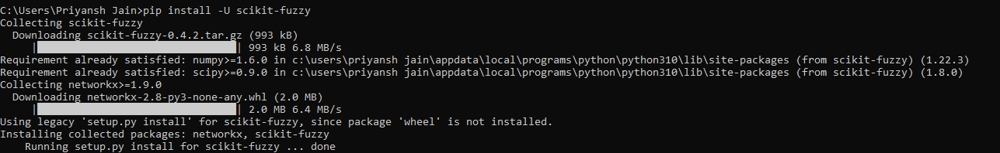 C:\Users\Priyansh Jain>pip install -U scikit-fuzzy
Collecting scikit-fuzzy
  Downloading scikit-fuzzy-0.4.2.tar.gz (993 kB)
     |████████████████████████████████| 993 kB 6.8 MB/s
Requirement already satisfied: numpy>=1.6.0 in c:\users\priyansh jain\appdata\local\programs\python\python310\lib\site-packages (from scikit-fuzzy) (1.22.3)
Requirement already satisfied: scipy>=0.9.0 in c:\users\priyansh jain\appdata\local\programs\python\python310\lib\site-packages (from scikit-fuzzy) (1.8.0)
Collecting networkx>=1.9.0
  Downloading networkx-2.8-py3-none-any.whl (2.0 MB)
     |████████████████████████████████| 2.0 MB 6.4 MB/s
Using legacy 'setup.py install' for scikit-fuzzy, since package 'wheel' is not installed.
Installing collected packages: networkx, scikit-fuzzy
    Running setup.py install for scikit-fuzzy ... done